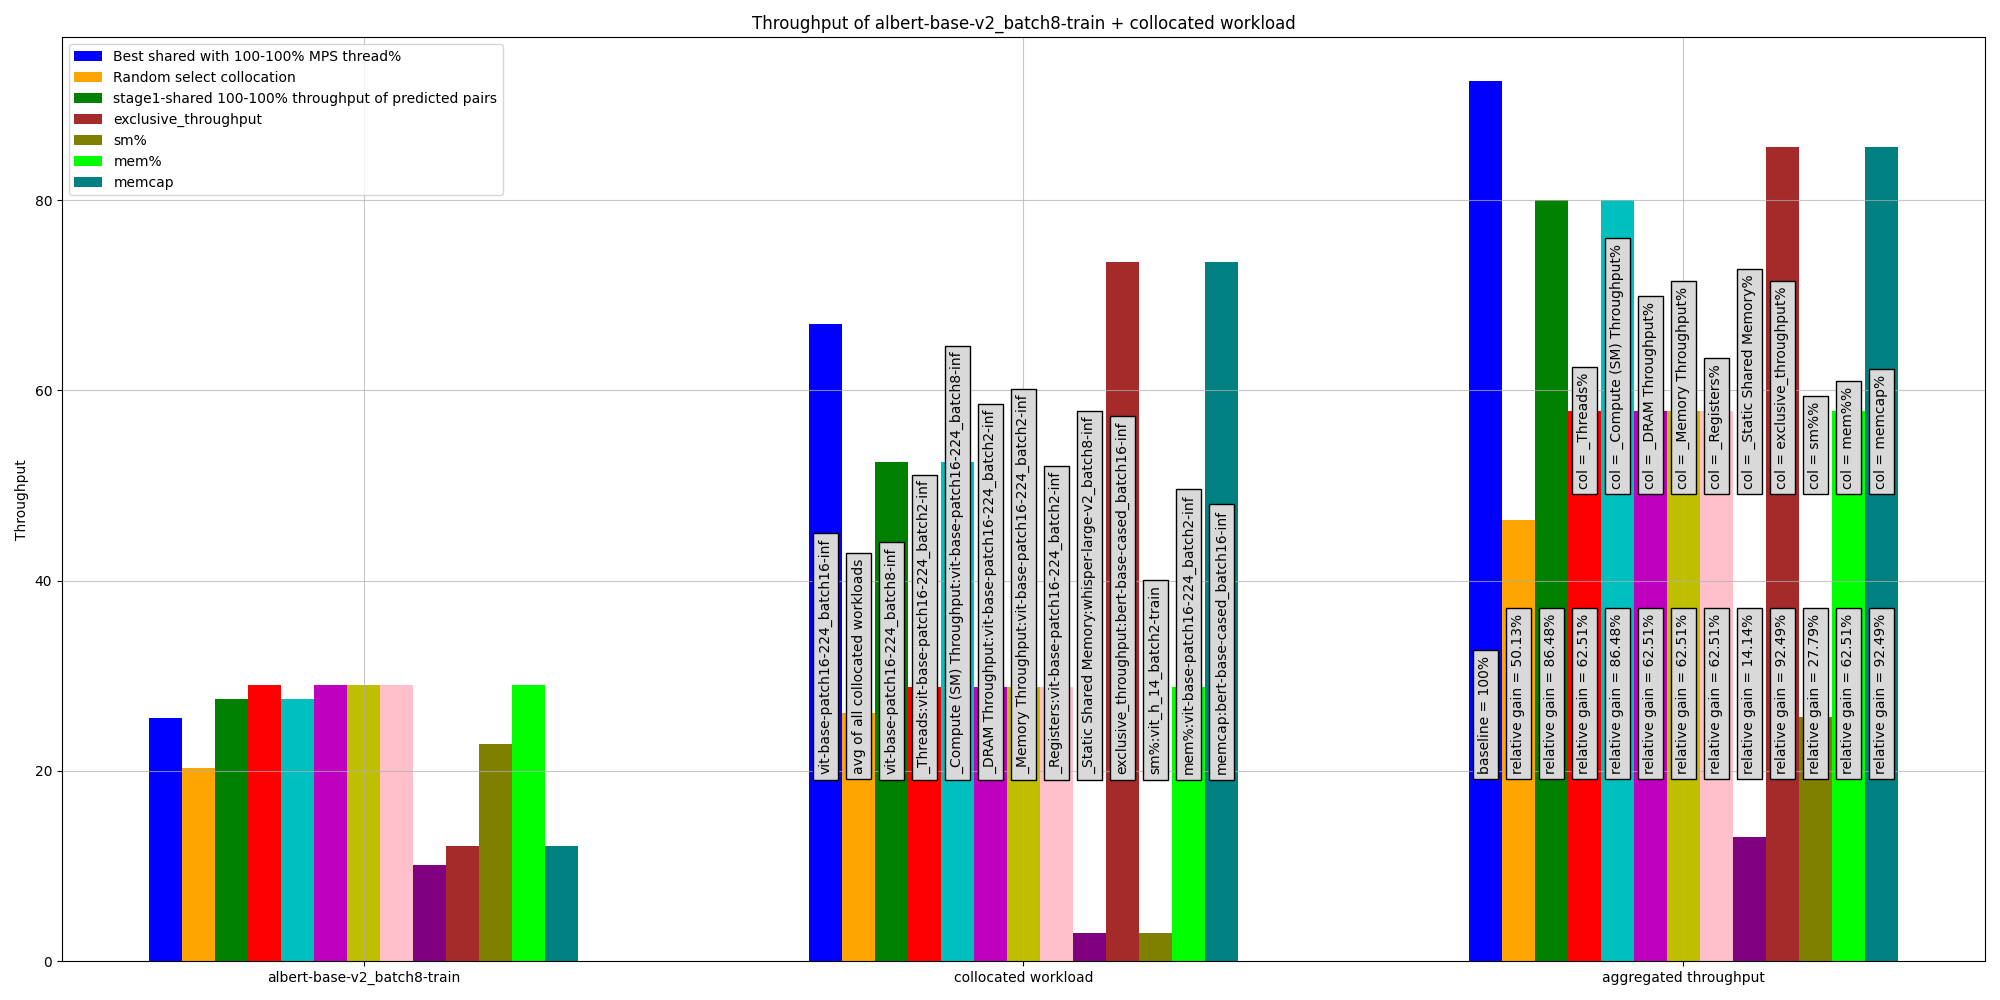 Throughput of albert-base-v2_batch8-train + collocated workload
Best shared with 100-100% MPS thread%
Random select collocation
stage1-shared 100-100% throughput of predicted pairs
exclusive_throughput
sm%
mem%
memcap
Throughput
80
60
40
20
0
vit-base-patch16-224_batch16-inf
avg of all collocated workloads
vit-base-patch16-224_batch8-inf
_Threads:vit-base-patch16-224_batch2-inf
_Compute (SM) Throughput:vit-base-patch16-224_batch8-inf
_DRAM Throughput:vit-base-patch16-224_batch2-inf
_Memory Throughput:vit-base-patch16-224_batch2-inf
_Registers:vit-base-patch16-224_batch2-inf
_Static Shared Memory:whisper-large-v2_batch8-inf
exclusive_throughput:bert-base-cased_batch16-inf
sm%:vit_h_14_batch2-train
mem%:vit-base-patch16-224_batch2-inf
memcap:bert-base-cased_batch16-inf
col = _Threads%
col = _Compute (SM) Throughput%
col = _DRAM Throughput%
col = _Memory Throughput%
col = _Registers%
col = _Static Shared Memory%
col = exclusive_throughput%
col = sm%%
col = mem%%
col = memcap%
baseline = 100%
relative gain = 50.13%
relative gain = 86.48%
relative gain = 62.51%
relative gain = 86.48%
relative gain = 62.51%
relative gain = 62.51%
relative gain = 62.51%
relative gain = 14.14%
relative gain = 92.49%
relative gain = 27.79%
relative gain = 62.51%
relative gain = 92.49%
albert-base-v2_batch8-train
collocated workload
aggregated throughput